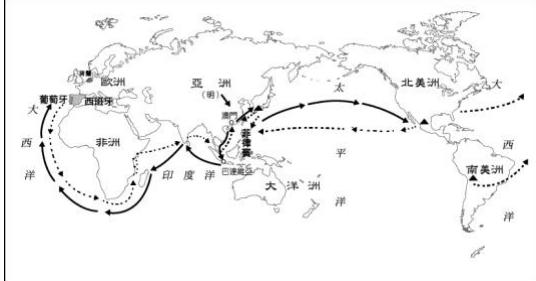 荷蘭
歐洲
葡萄牙
西班牙
大
西
洋
非洲
亞洲
(明)
澳門
菲律賓
巴達維亞
印度洋
大洋洲
太
平
洋
北美洲
大
西
洋
南美洲